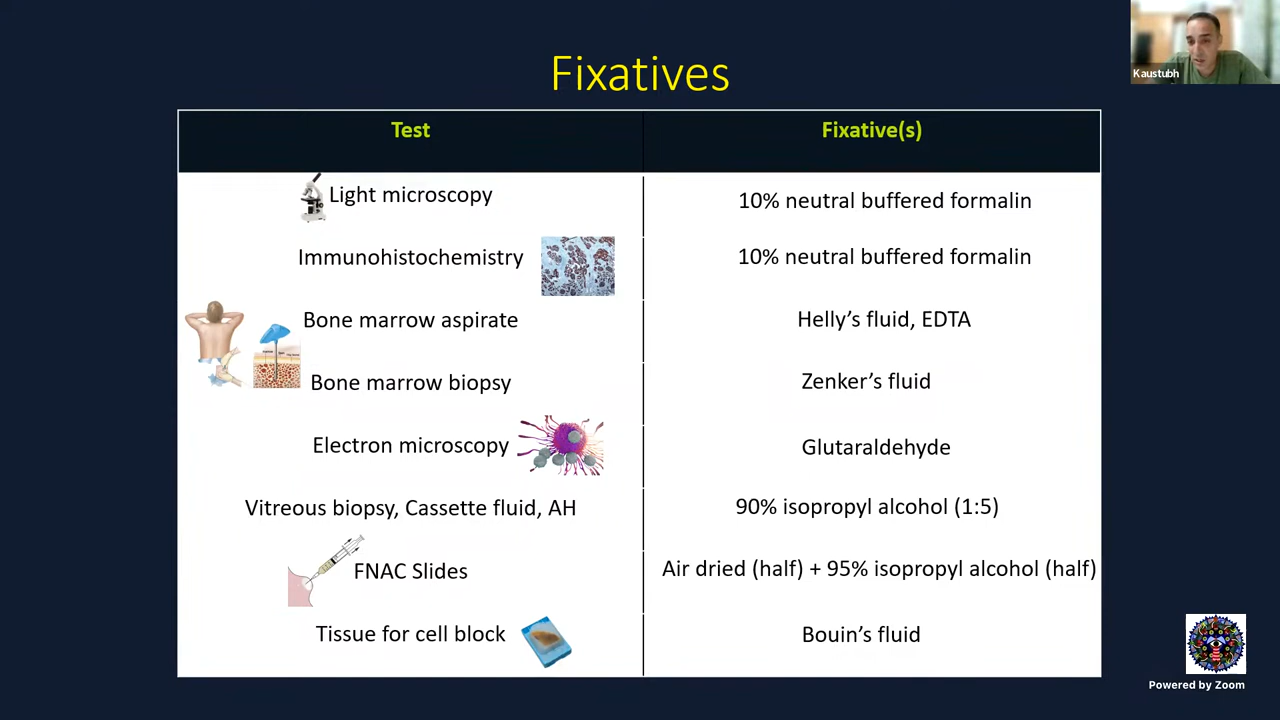 Kaustubh
Fixatives
Test
Fixative(s)
Light microscopy
10% neutral buffered formalin
Immunohistochemistry
10% neutral buffered formalin
Bone marrow aspirate
Helly's fluid, EDTA
Bone marrow biopsy
Zenker's fluid
Electron microscopy
Glutaraldehyde
Vitreous biopsy, Cassette fluid, AH
90% isopropyl alcohol (1:5)
FNAC Slides
Air dried (half) + 95% isopropyl alcohol (half)
Tissue for cell block
Bouin's fluid
Powered by Zoom